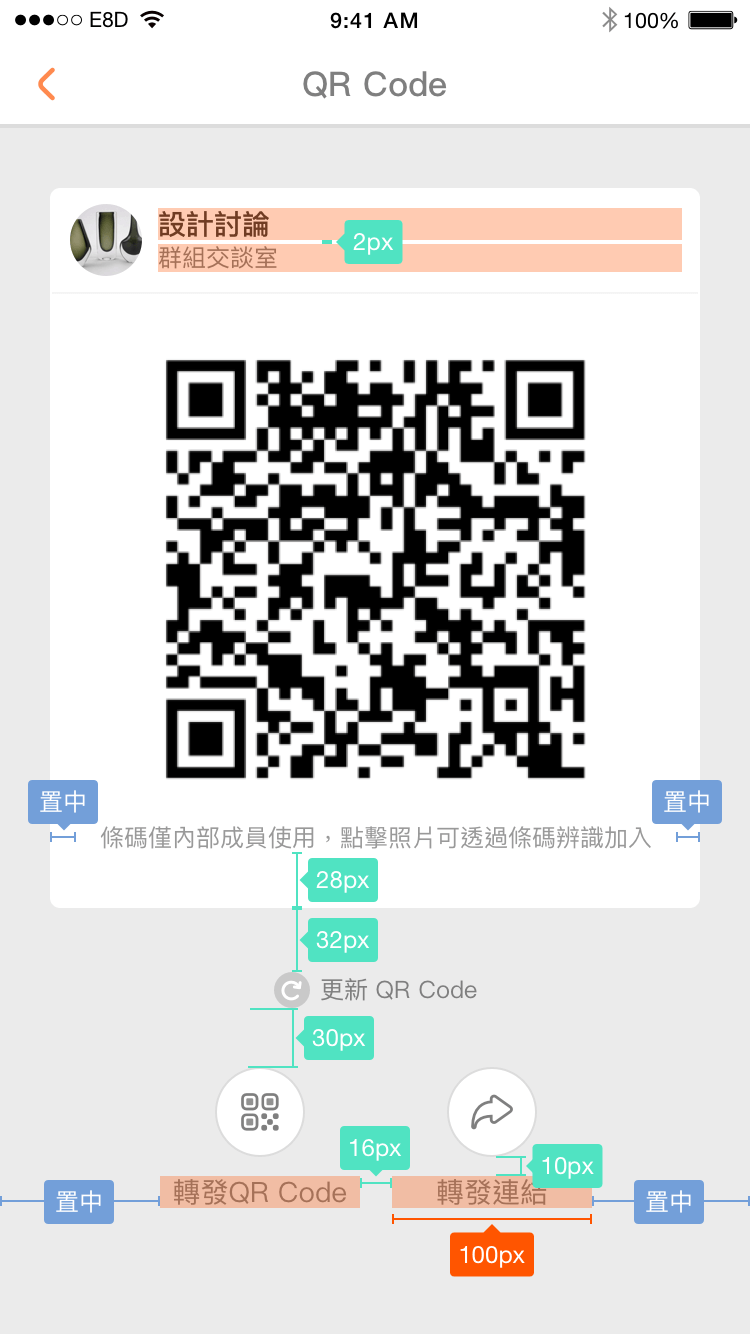 ●●●○○ E8D 9:41 AM 100%
QR Code
設計討論
2px
群組交談室
置中 置中
條碼僅內部成員使用，點擊照片可透過條碼辨識加入
28px
32px
更新 QR Code
30px
16px
10px
置中 轉發QR Code 轉發連結 置中
100px